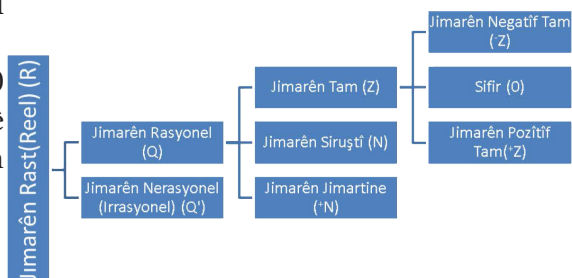 Jimarên Rast(Reel) (R)
Jimarên Rasyonel
(Q)
Jimarên Nerasyonel
(Irrasyonel) (Q')
Jimarên Tam (Z)
Jimarên Siruştî (N)
Jimarên Jimartine
(⁺N)
Jimarên Negatîf Tam
(⁻Z)
Sifir (0)
Jimarên Pozîtîf
Tam(⁺Z)